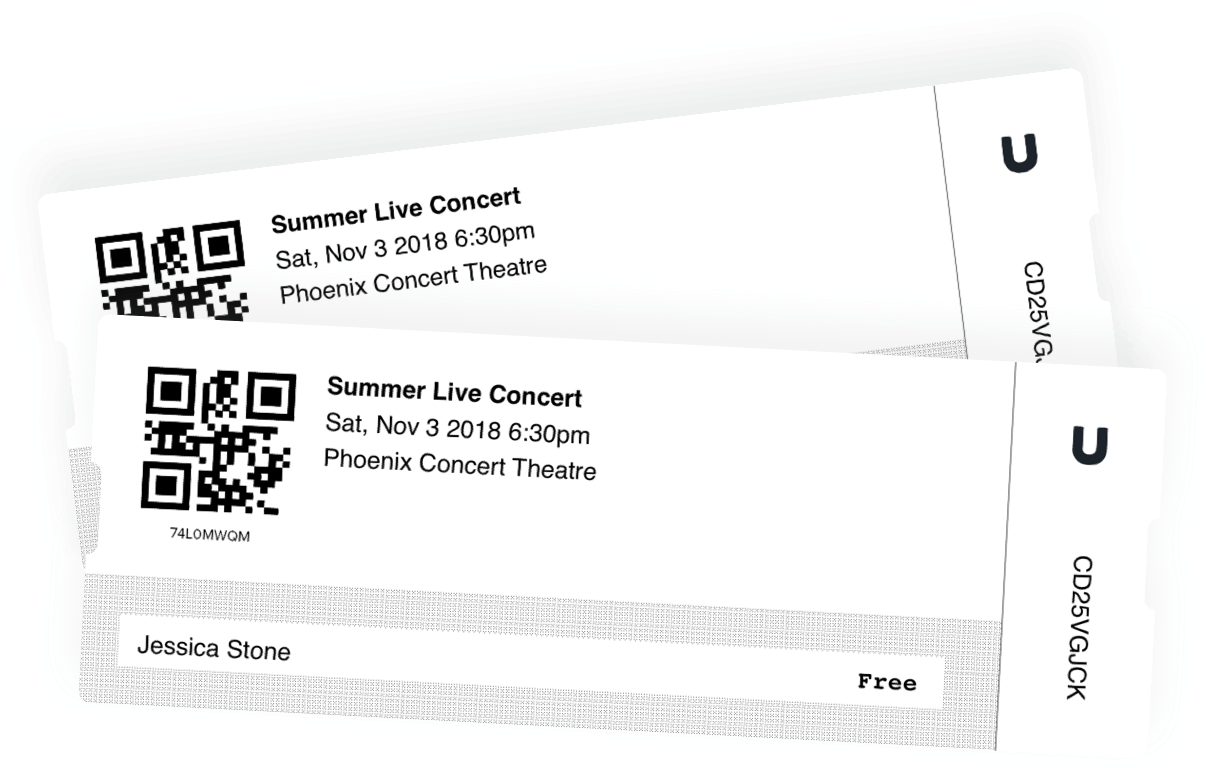 Summer Live Concert
Sat, Nov 3 2018 6:30pm
Phoenix Concert Theatre
U
CD25VG
Summer Live Concert
Sat, Nov 3 2018 6:30pm
Phoenix Concert Theatre
74L0MWQM
Jessica Stone
Free
U
CD25VGJCK